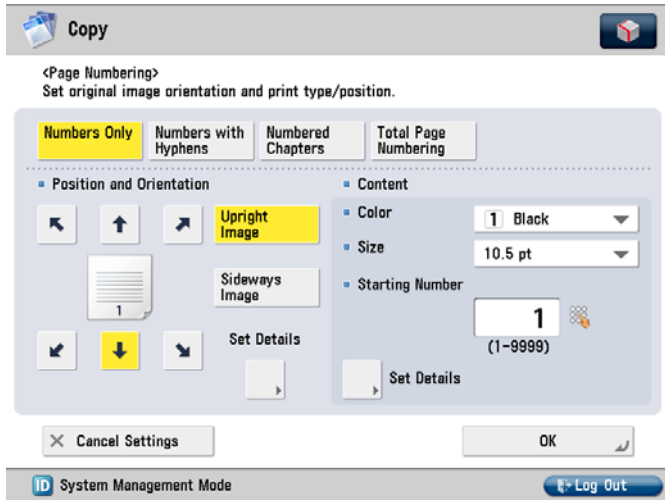 Copy
<Page Numbering>
Set original image orientation and print type/position.
Numbers Only
Numbers with
Hyphens
Numbered
Chapters
Total Page
Numbering
Position and Orientation
Upright
Image
1
Sideways
Image
Set Details
Content
Color
1 Black
Size
10.5 pt
Starting Number
1
(1-9999)
Set Details
Cancel Settings
OK
ID System Management Mode
Log Out